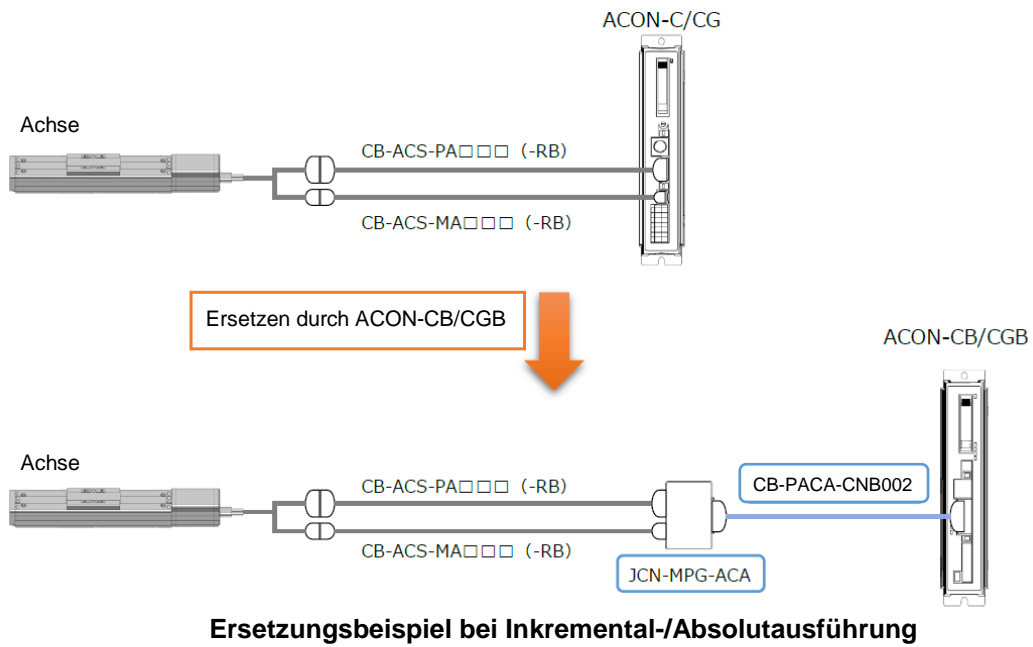 ACON-C/CG
Achse
CB-ACS-PA□□□ (-RB)
CB-ACS-MA□□□ (-RB)
Ersetzen durch ACON-CB/CGB
ACON-CB/CGB
Achse
CB-ACS-PA□□□ (-RB)
CB-PACA-CNB002
CB-ACS-MA□□□ (-RB)
JCN-MPG-ACA
Ersetzungsbeispiel bei Inkremental-/Absolutausführung